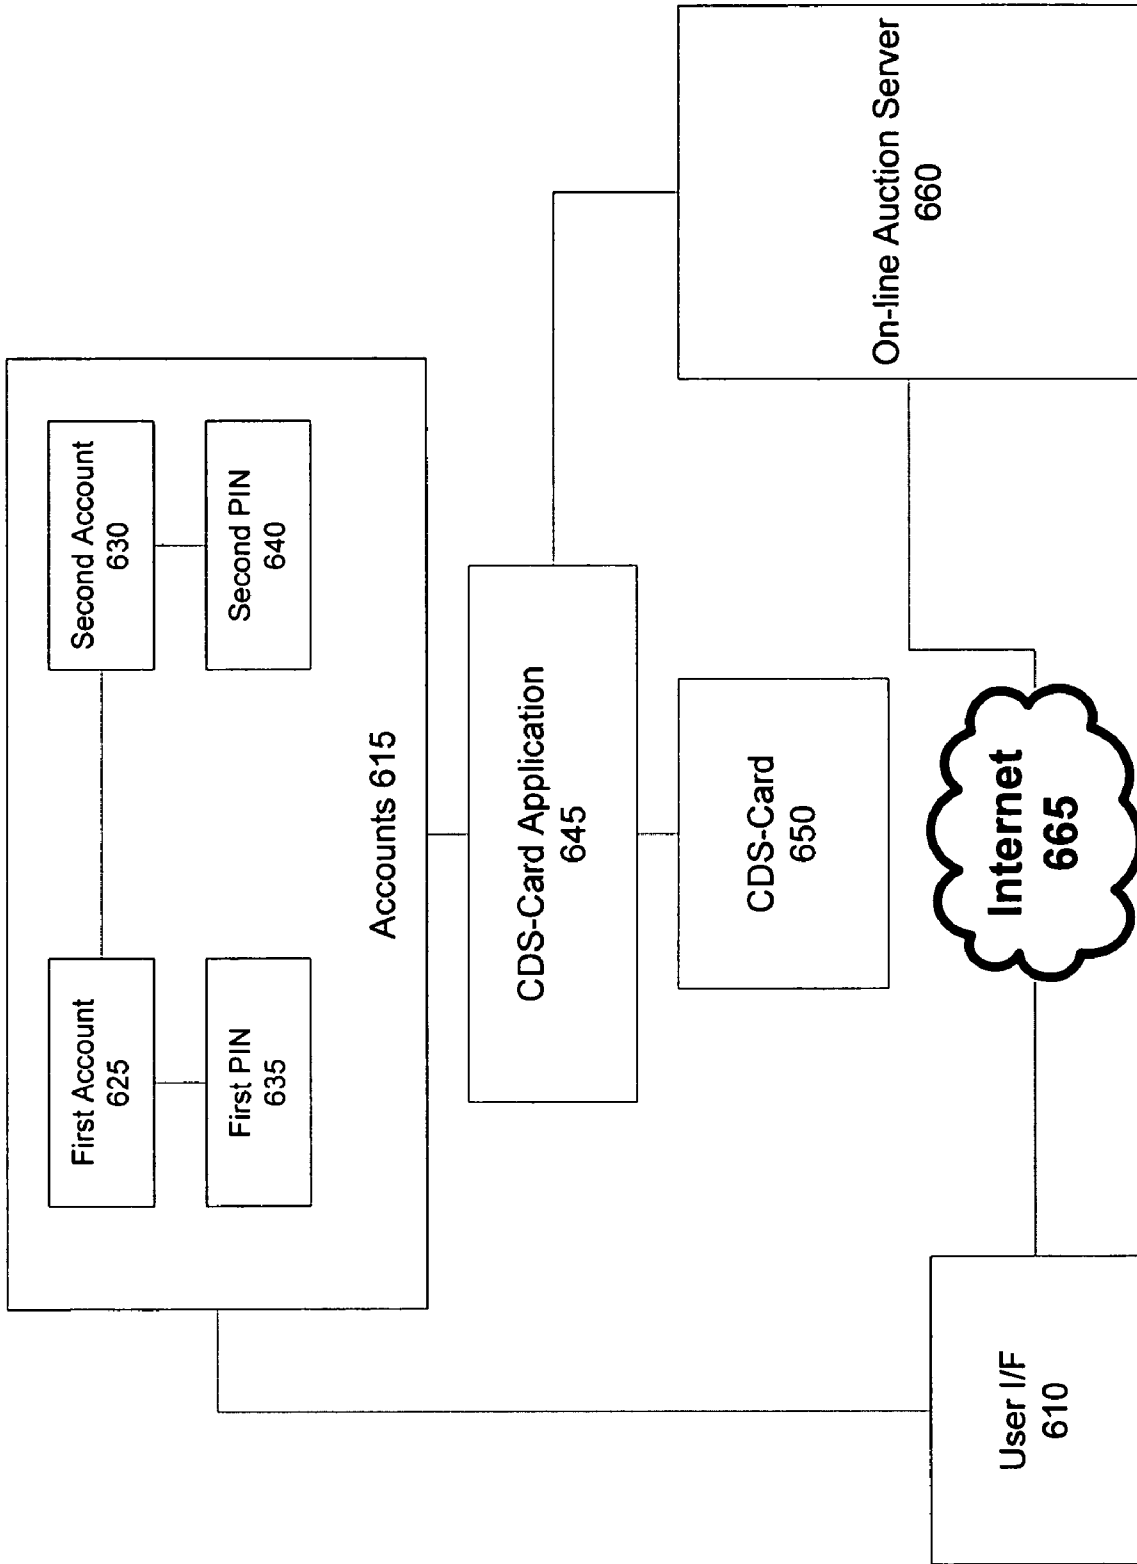 First Account
625
Second Account
630
First PIN
635
Second PIN
640
Accounts 615
CDS-Card Application
645
CDS-Card
650
On-line Auction Server
660
Internet
665
User I/F
610